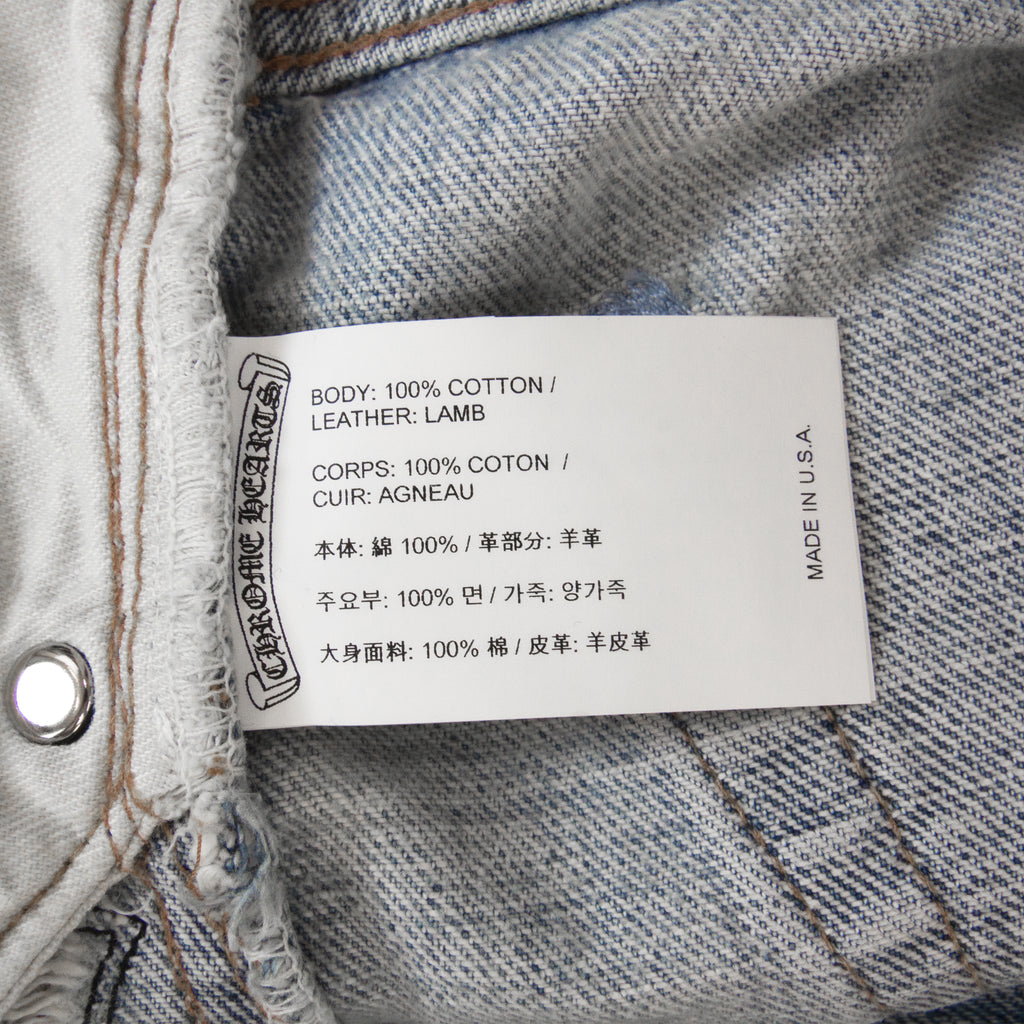 CHROME HEARTS
BODY: 100% COTTON /
LEATHER: LAMB
CORPS: 100% COTON /
CUIR: AGNEAU
本体: 綿 100% / 革部分: 羊革
주요부: 100% 면 / 가죽: 양가죽
大身面料: 100% 棉 / 皮革: 羊皮革
MADE IN U.S.A.